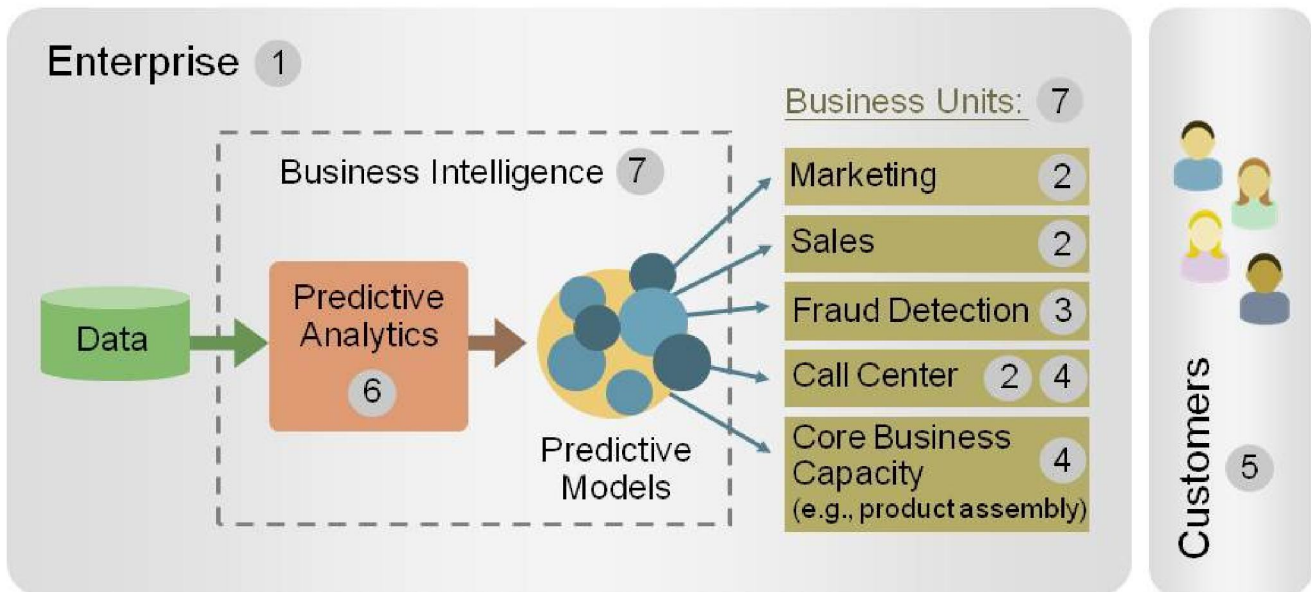 Enterprise 1
Business Units: 7
Business Intelligence 7
Marketing 2
Sales 2
Predictive
Analytics
6
Fraud Detection 3
Data
Call Center 2 4
Predictive
Models
Core Business
Capacity 4
(e.g., product assembly)
Customers 5